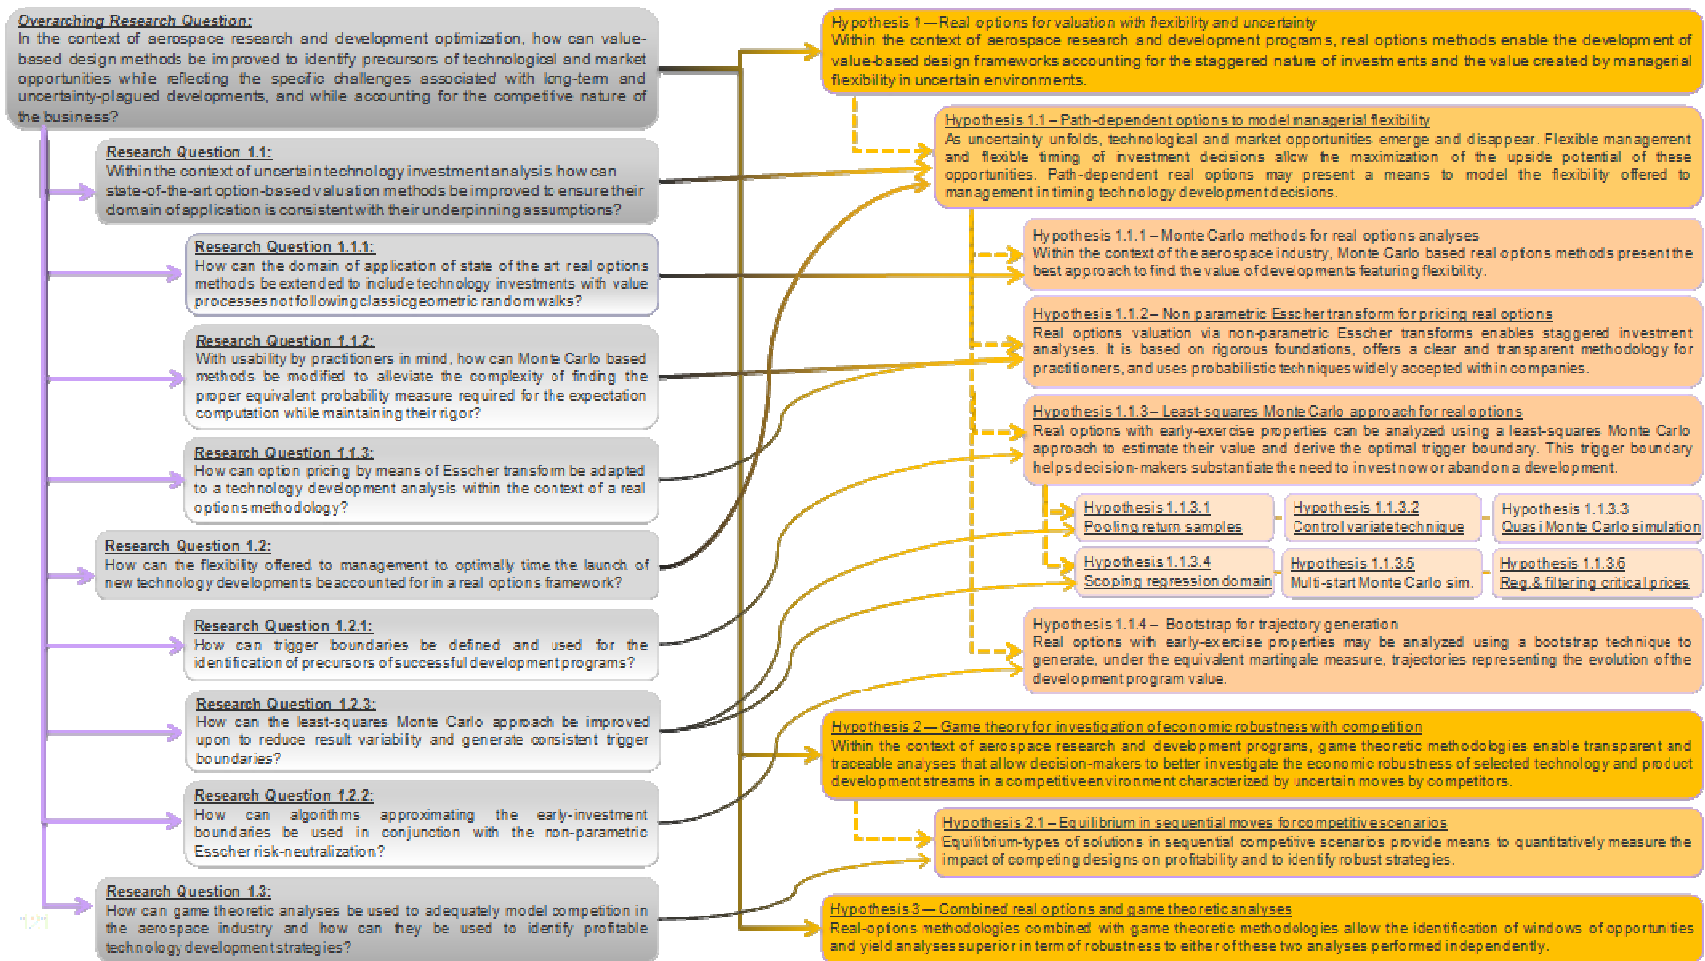 Overarching Research Question:
In the context of aerospace research and development optimization, how can value-
based design methods be improved to identify precursors of technological and market
opportunities while reflecting the specific challenges associated with long-term and
uncertainty-plagued developments, and while accounting for the competitive nature of
the business?
Research Question 1.1:
Within the context of uncertain technology investment analysis how can
state-of-the-art option-based valuation methods be improved to ensure their
domain of application is consistent with their underpinning assumptions?
Research Question 1.1.1:
How can the domain of application of state of the art real options
methods be extended to include technology investments with value
processes not following classic geometric random walks?
Research Question 1.1.2:
With usability by practitioners in mind, how can Monte Carlo based
methods be modified to alleviate the complexity of finding the
proper equivalent probability measure required for the expectation
computation while maintaining their rigor?
Research Question 1.1.3:
How can option pricing by means of Esscher transform be adapted
to a technology development analysis within the context of a real
options methodology?
Research Question 1.2:
How can the flexibility offered to management to optimally time the launch of
new technology developments be accounted for in a real options framework?
Research Question 1.2.1:
How can trigger boundaries be defined and used for the
identification of precursors of successful development programs?
Research Question 1.2.3:
How can the least-squares Monte Carlo approach be improved
upon to reduce result variability and generate consistent trigger
boundaries?
Research Question 1.2.2:
How can algorithms approximating the early-investment
boundaries be used in conjunction with the non-parametric
Esscher risk-neutralization?
Research Question 1.3:
How can game theoretic analyses be used to adequately model competition in
the aerospace industry and how can they be used to identify profitable
technology development strategies?
121
Hypothesis 1 — Real options for valuation with flexibility and uncertainty
Within the context of aerospace research and development programs, real options methods enable the development of
value-based design frameworks accounting for the staggered nature of investments and the value created by managerial
flexibility in uncertain environments.
Hypothesis 1.1 – Path-dependent options to model managerial flexibility
As uncertainty unfolds, technological and market opportunities emerge and disappear. Flexible management
and flexible timing of investment decisions allow the maximization of the upside potential of these
opportunities. Path-dependent real options may present a means to model the flexibility offered to
management in timing technology development decisions.
Hypothesis 1.1.1 – Monte Carlo methods for real options analyses
Within the context of the aerospace industry, Monte Carlo based real options methods present the
best approach to find the value of developments featuring flexibility.
Hypothesis 1.1.2 – Non parametric Esscher transform for pricing real options
Real options valuation via non-parametric Esscher transforms enables staggered investment
analyses. It is based on rigorous foundations, offers a clear and transparent methodology for
practitioners, and uses probabilistic techniques widely accepted within companies.
Hypothesis 1.1.3 – Least-squares Monte Carlo approach for real options
Real options with early-exercise properties can be analyzed using a least-squares Monte Carlo
approach to estimate their value and derive the optimal trigger boundary. This trigger boundary
helps decision-makers substantiate the need to invest now or abandon a development.
Hypothesis 1.1.3.1
Pooling return samples
Hypothesis 1.1.3.2
Control variate technique
Hypothesis 1.1.3.3
Quasi Monte Carlo simulation
Hypothesis 1.1.3.4
Scoping regression domain
Hypothesis 1.1.3.5
Multi-start Monte Carlo sim.
Hypothesis 1.1.3.6
Reg. & filtering critical prices
Hypothesis 1.1.4 – Bootstrap for trajectory generation
Real options with early-exercise properties may be analyzed using a bootstrap technique to
generate, under the equivalent martingale measure, trajectories representing the evolution of the
development program value.
Hypothesis 2 — Game theory for investigation of economic robustness with competition
Within the context of aerospace research and development programs, game theoretic methodologies enable transparent and
traceable analyses that allow decision-makers to better investigate the economic robustness of selected technology and product
development streams in a competitive environment characterized by uncertain moves by competitors.
Hypothesis 2.1 – Equilibrium in sequential moves for competitive scenarios
Equilibrium-types of solutions in sequential competitive scenarios provide means to quantitatively measure the
impact of competing designs on profitability and to identify robust strategies.
Hypothesis 3 — Combined real options and game theoretic analyses
Real-options methodologies combined with game theoretic methodologies allow the identification of windows of opportunities
and yield analyses superior in term of robustness to either of these two analyses performed independently.